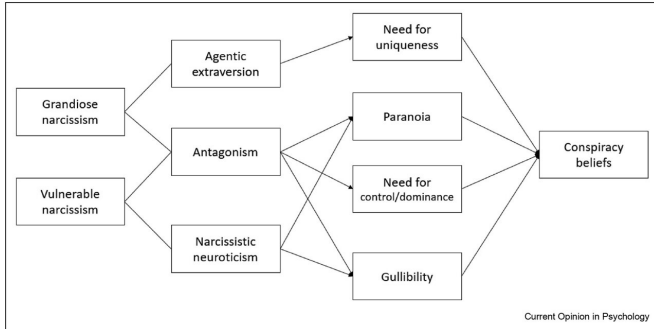 Need for
uniqueness
Agentic
extraversion
Grandiose
narcissism
Paranoia
Antagonism
Conspiracy
beliefs
Vulnerable
narcissism
Need for
control/dominance
Narcissistic
neuroticism
Gullibility
Current Opinion in Psychology